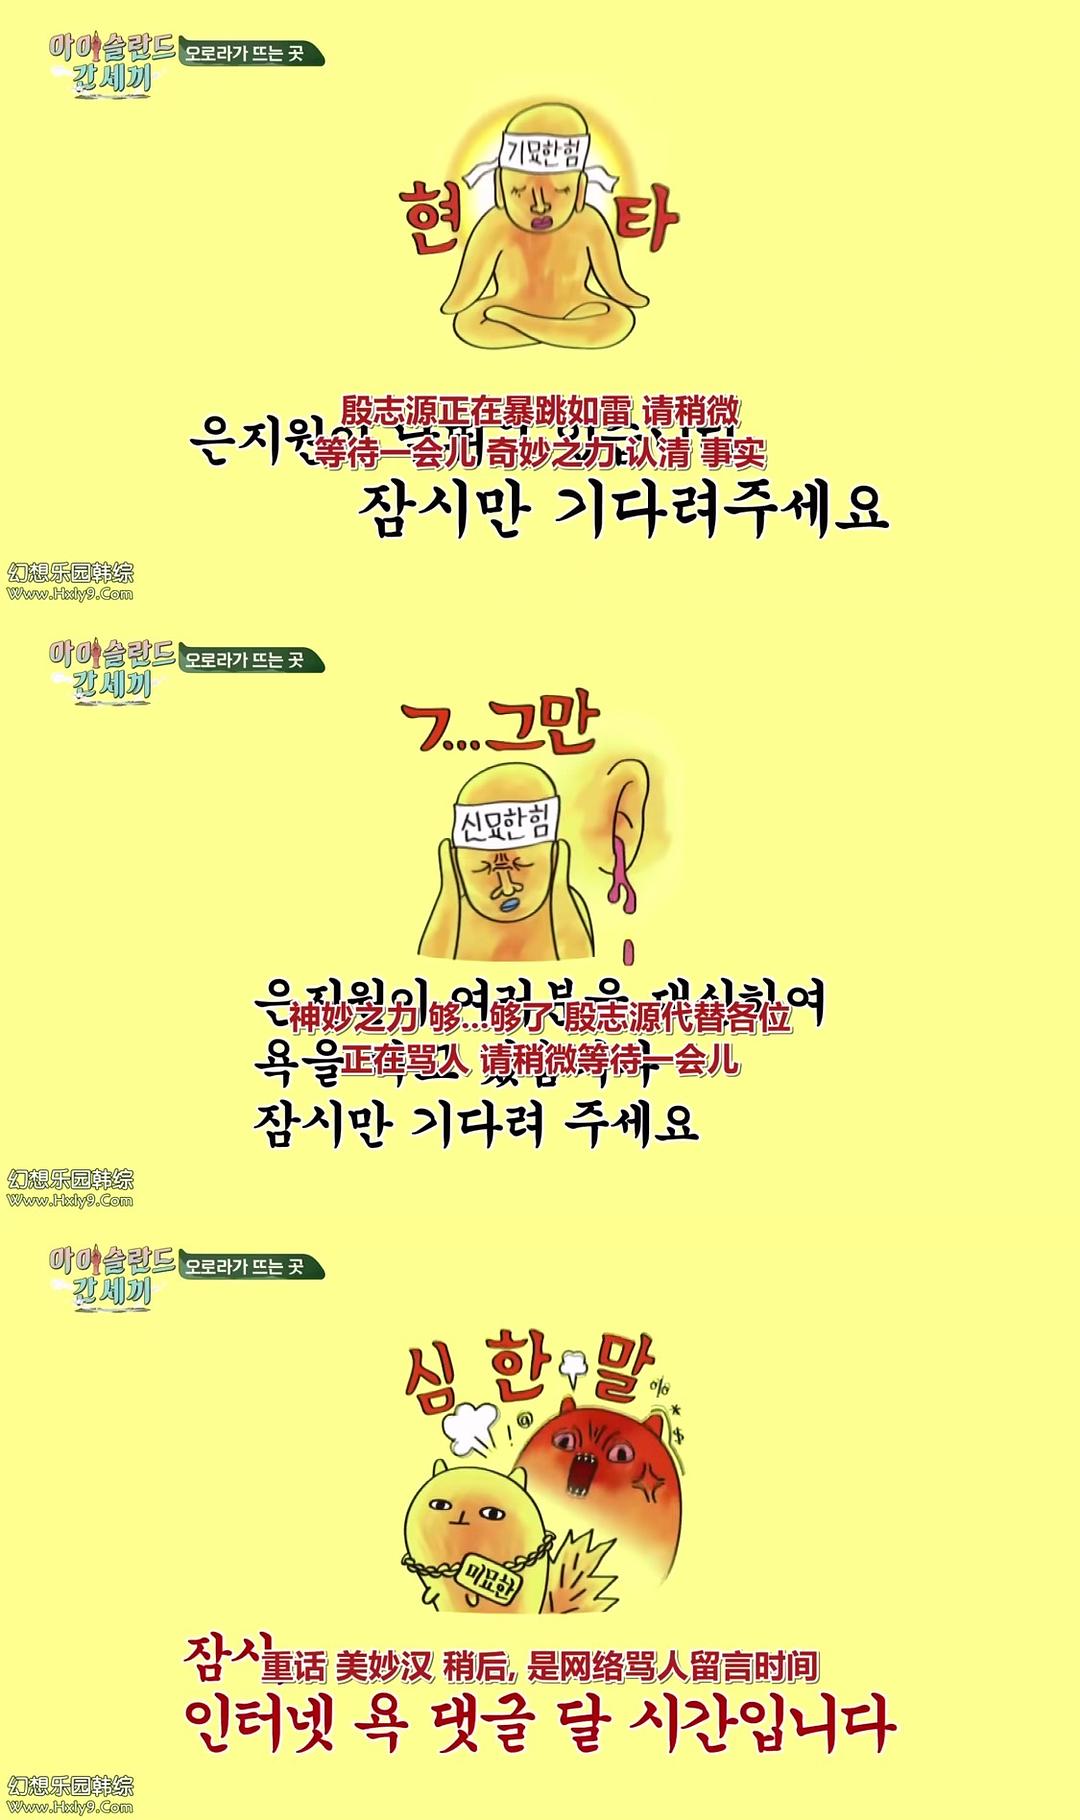 아이슬란드
간 세끼
오로라가 뜨는 곳
기묘한힘
현타
殷志源正在暴跳如雷 请稍微
은지원이
等待一会儿 奇妙之力 认清 事实
잠시만 기다려주세요
幻想乐园韩综
Www.Hxly9.Com
아이슬란드
간 세끼
오로라가 뜨는 곳
그...그만
신묘한힘
은지원이 여러분을 대신하여
神妙之力 够...够了 殷志源代替各位
욕을
正在骂人 请稍微等待一会儿
잠시만 기다려 주세요
幻想乐园韩综
Www.Hxly9.Com
아이슬란드
간 세끼
오로라가 뜨는 곳
심한말
미묘한
잠시
重话 美妙汉 稍后, 是网络骂人留言时间
인터넷 욕 댓글 달 시간입니다
幻想乐园韩综
Www.Hxly9.Com